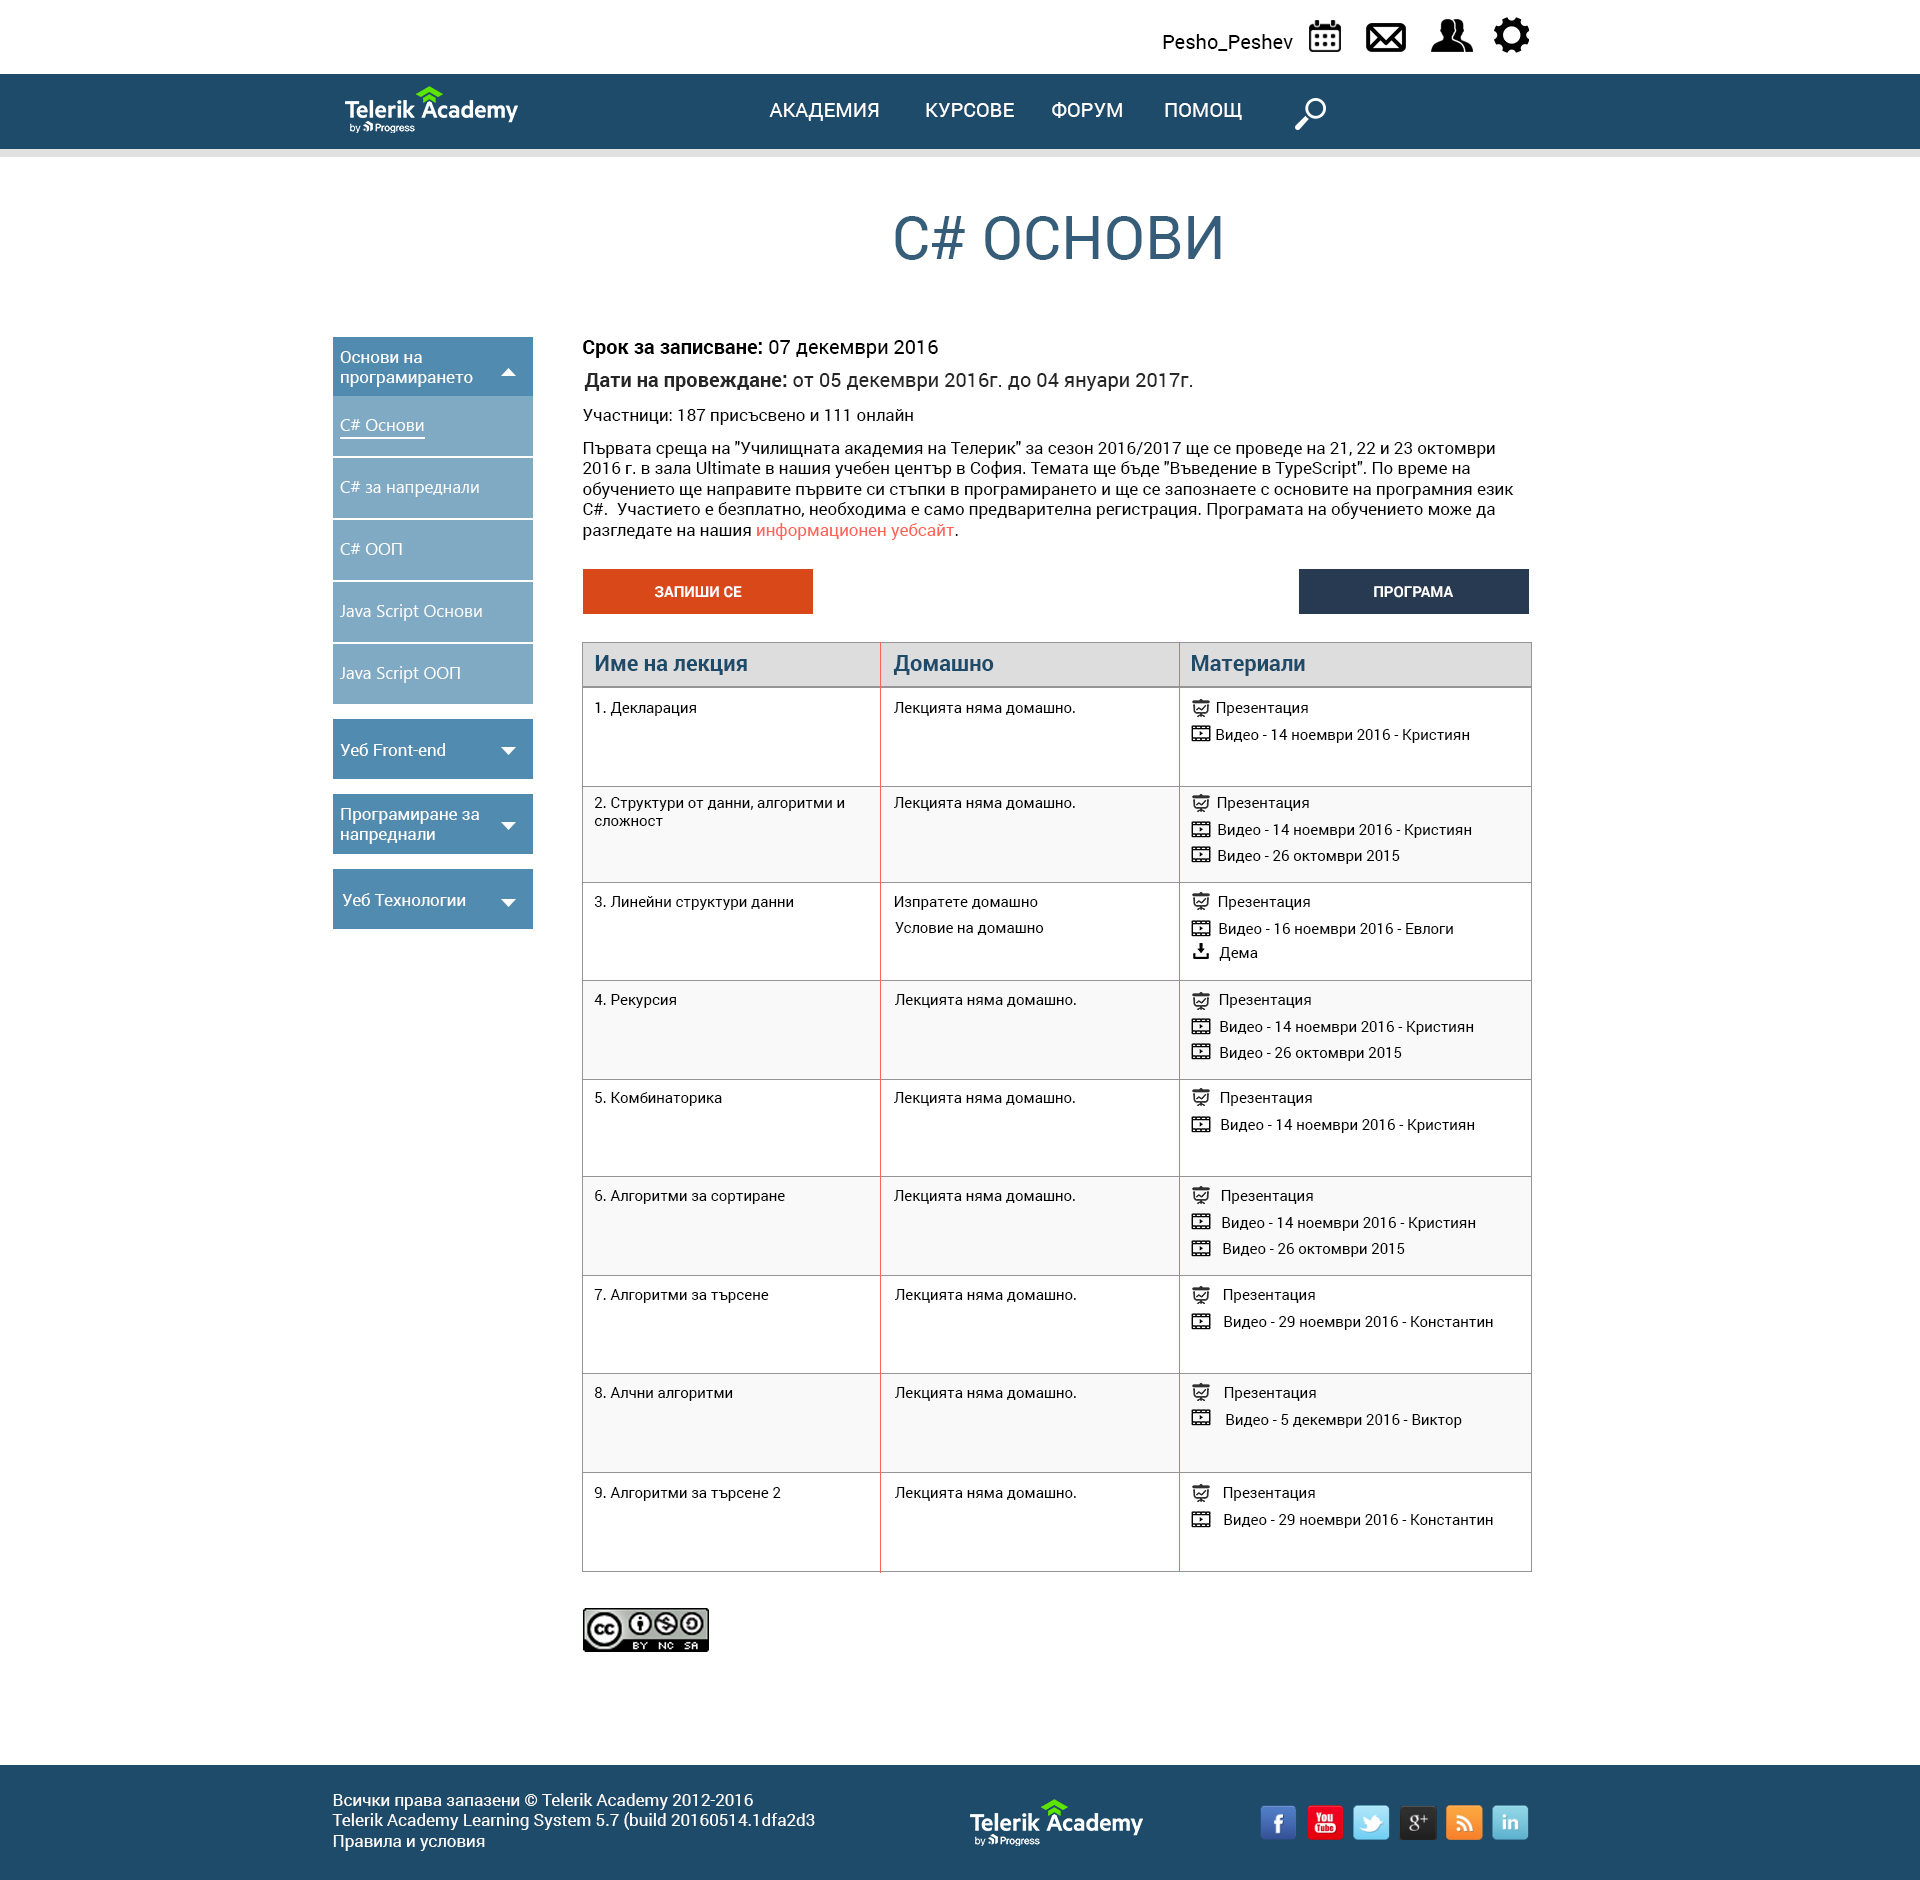 Pesho_Peshev
Telerik Academy
by Progress
АКАДЕМИЯ
КУРСОВЕ
ФОРУМ
ПОМОЩ
C# ОСНОВИ
Основи на
програмирането
C# Основи
C# за напреднали
C# ООП
Java Script Основи
Java Script ООП
Уеб Front-end
Програмиране за
напреднали
Уеб Технологии
Срок за записване: 07 декември 2016
Дати на провеждане: от 05 декември 2016г. до 04 януари 2017г.
Участници: 187 присъсвено и 111 онлайн
Първата среща на "Училищната академия на Телерик" за сезон 2016/2017 ще се проведе на 21, 22 и 23 октомври
2016 г. в зала Ultimate в нашия учебен център в София. Темата ще бъде "Въведение в TypeScript". По време на
обучението ще направите първите си стъпки в програмирането и ще се запознаете с основите на програмния език
C#.  Участието е безплатно, необходима е само предварителна регистрация. Програмата на обучението може да
разгледате на нашия информационен уебсайт.
ЗАПИШИ СЕ
ПРОГРАМА
Име на лекция
Домашно
Материали
1. Декларация
Лекцията няма домашно.
Презентация
Видео - 14 ноември 2016 - Кристиян
2. Структури от данни, алгоритми и
сложност
Лекцията няма домашно.
Презентация
Видео - 14 ноември 2016 - Кристиян
Видео - 26 октомври 2015
3. Линейни структури данни
Изпратете домашно
Условие на домашно
Презентация
Видео - 16 ноември 2016 - Евлоги
Дема
4. Рекурсия
Лекцията няма домашно.
Презентация
Видео - 14 ноември 2016 - Кристиян
Видео - 26 октомври 2015
5. Комбинаторика
Лекцията няма домашно.
Презентация
Видео - 14 ноември 2016 - Кристиян
6. Алгоритми за сортиране
Лекцията няма домашно.
Презентация
Видео - 14 ноември 2016 - Кристиян
Видео - 26 октомври 2015
7. Алгоритми за търсене
Лекцията няма домашно.
Презентация
Видео - 29 ноември 2016 - Константин
8. Алчни алгоритми
Лекцията няма домашно.
Презентация
Видео - 5 декември 2016 - Виктор
9. Алгоритми за търсене 2
Лекцията няма домашно.
Презентация
Видео - 29 ноември 2016 - Константин
cc
BY NC SA
Всички права запазени © Telerik Academy 2012-2016
Telerik Academy Learning System 5.7 (build 20160514.1dfa2d3
Правила и условия
Telerik Academy
by Progress
f
You
Tube
g+
in